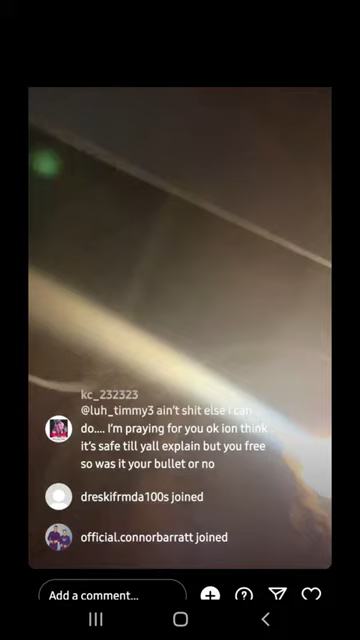 kc_232323
@luh_timmy3 ain't shit else i can
do.... I'm praying for you ok ion think
it's safe till yall explain but you free
so was it your bullet or no
dreskifrmda100s joined
official.connorbarratt joined
Add a comment...